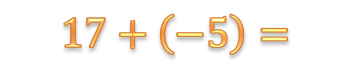 17 + (−5) =